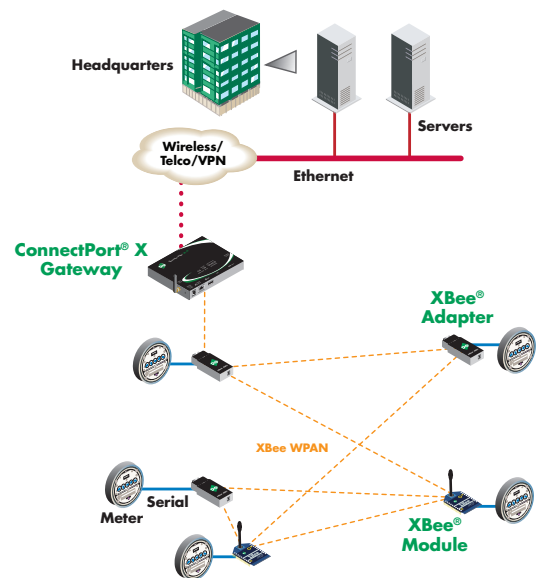 Headquarters
Servers
Wireless/
Telco/VPN
Ethernet
ConnectPort® X
Gateway
XBee®
Adapter
XBee WPAN
Serial
Meter
XBee®
Module